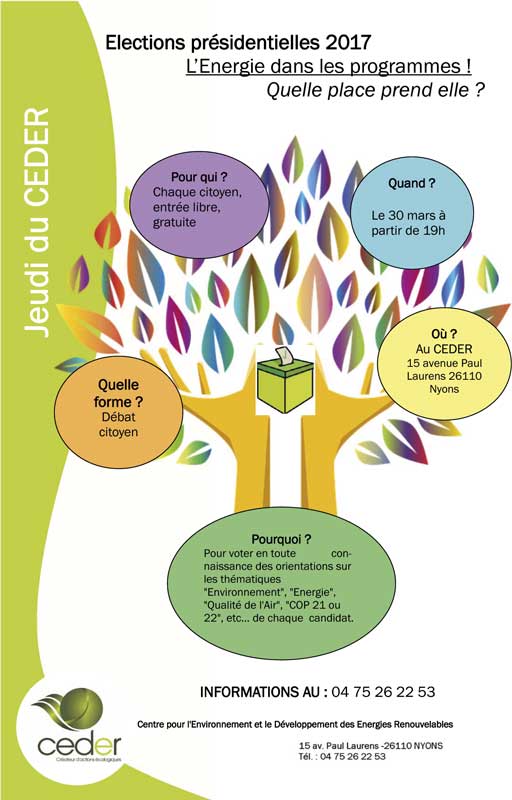 Elections présidentielles 2017
L'Energie dans les programmes !
Quelle place prend elle ?
Jeudi du CEDER
Pour qui ?
Chaque citoyen,
entrée libre,
gratuite
Quand ?
Le 30 mars à
partir de 19h
Où ?
Au CEDER
15 avenue Paul
Laurens 26110
Nyons
Quelle
forme ?
Débat
citoyen
Pourquoi ?
Pour voter en toute con-
naissance des orientations sur
les thématiques
"Environnement", "Energie",
"Qualité de l'Air", "COP 21 ou
22", etc... de chaque candidat.
INFORMATIONS AU : 04 75 26 22 53
Centre pour l'Environnement et le Développement des Energies Renouvelables
ceder
Créateur d'actions écologiques
15 av. Paul Laurens -26110 NYONS
Tél. : 04 75 26 22 53